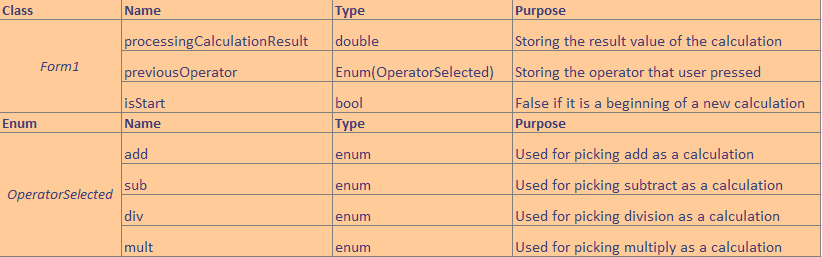 Class Name Type Purpose
processingCalculationResult double Storing the result value of the calculation
Form1 previousOperator Enum(OperatorSelected) Storing the operator that user pressed
isStart bool False if it is a beginning of a new calculation
Enum Name Type Purpose
add enum Used for picking add as a calculation
OperatorSelected sub enum Used for picking subtract as a calculation
div enum Used for picking division as a calculation
mult enum Used for picking multiply as a calculation